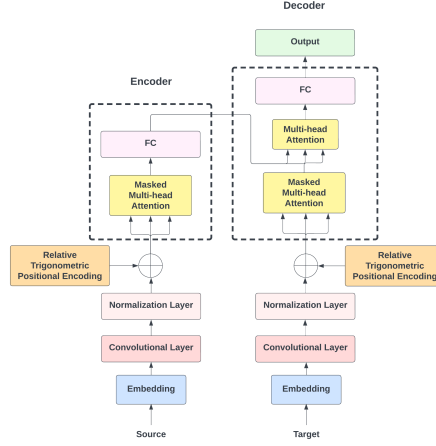 Decoder
Output
Encoder
FC
Multi-head
Attention
FC
Masked
Multi-head
Attention
Masked
Multi-head
Attention
Relative
Trigonometric
Positional Encoding
Relative
Trigonometric
Positional Encoding
Normalization Layer
Normalization Layer
Convolutional Layer
Convolutional Layer
Embedding
Embedding
Source
Target